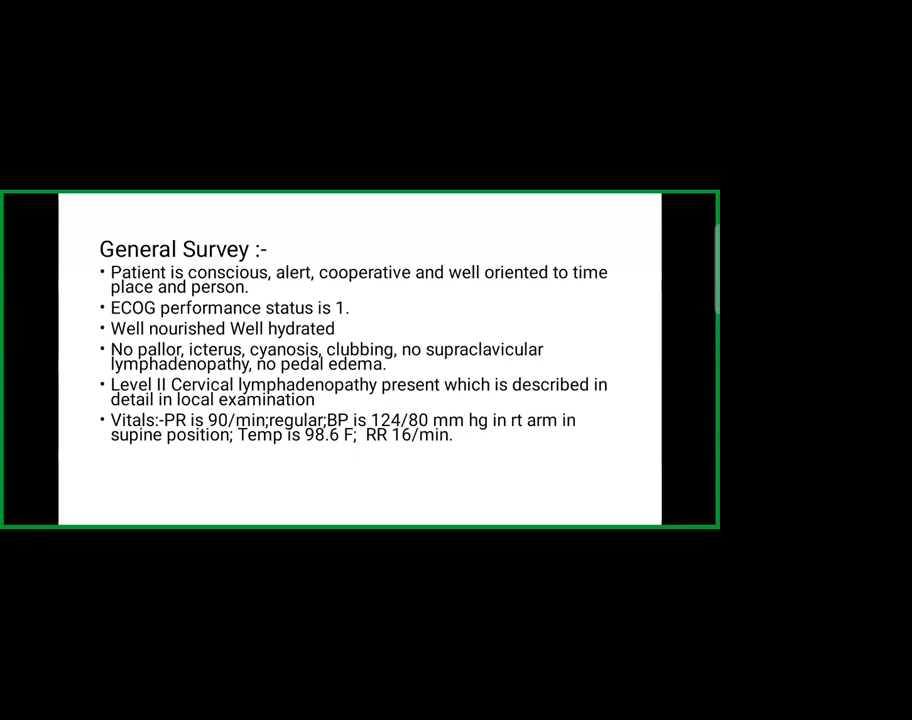 General Survey :-
• Patient is conscious, alert, cooperative and well oriented to time
place and person.
• ECOG performance status is 1.
• Well nourished Well hydrated
• No pallor, icterus, cyanosis, clubbing, no supraclavicular
lymphadenopathy, no pedal edema.
• Level II Cervical lymphadenopathy present which is described in
detail in local examination
• Vitals:-PR is 90/min;regular;BP is 124/80 mm hg in rt arm in
supine position; Temp is 98.6 F;  RR 16/min.